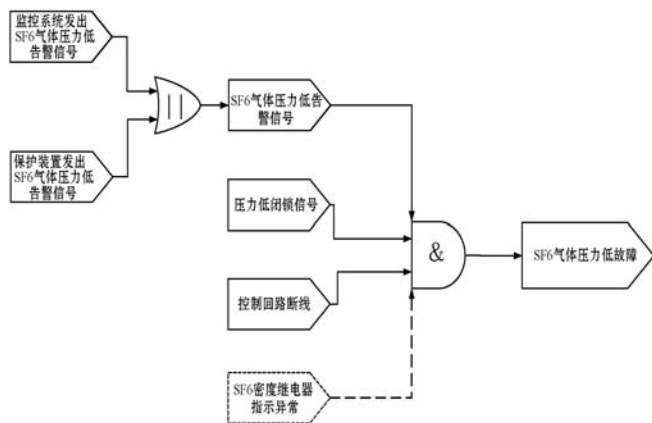 监控系统发出
SF6气体压力低
告警信号
||
保护装置发出
SF6气体压力低
告警信号
SF6气体压力低告
警信号
压力低闭锁信号
&
SF6气体压力低故障
控制回路断线
SF6密度继电器
指示异常